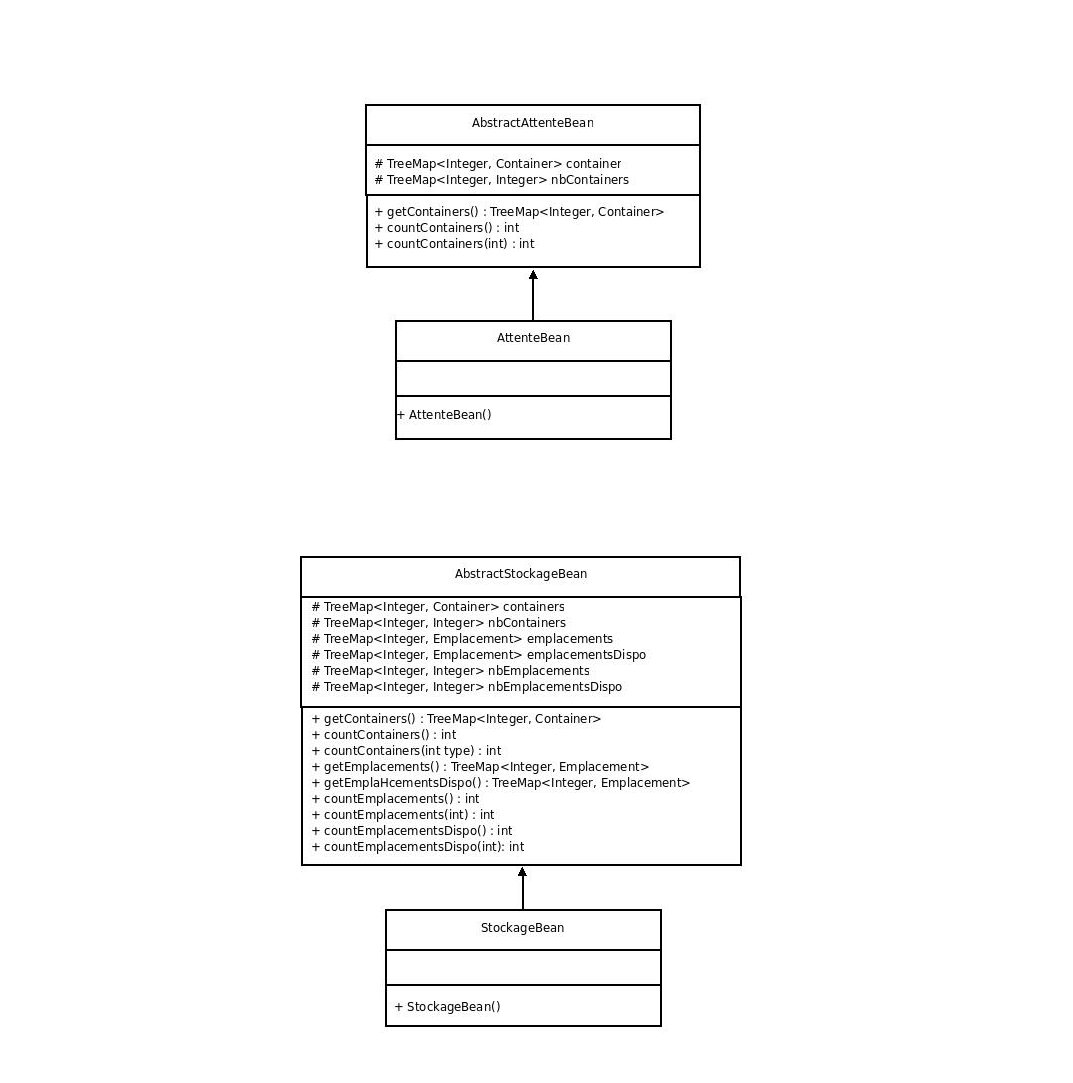 AbstractAttenteBean
# TreeMap<Integer, Container> container
# TreeMap<Integer, Integer> nbContainers
+ getContainers() : TreeMap<Integer, Container>
+ countContainers() : int
+ countContainers(int) : int
AttenteBean
+ AttenteBean()
AbstractStockageBean
# TreeMap<Integer, Container> containers
# TreeMap<Integer, Integer> nbContainers
# TreeMap<Integer, Emplacement> emplacements
# TreeMap<Integer, Emplacement> emplacementsDispo
# TreeMap<Integer, Integer> nbEmplacements
# TreeMap<Integer, Integer> nbEmplacementsDispo
+ getContainers() : TreeMap<Integer, Container>
+ countContainers() : int
+ countContainers(int type) : int
+ getEmplacements() : TreeMap<Integer, Emplacement>
+ getEmplaHcementsDispo() : TreeMap<Integer, Emplacement>
+ countEmplacements() : int
+ countEmplacements(int) : int
+ countEmplacementsDispo() : int
+ countEmplacementsDispo(int): int
StockageBean
+ StockageBean()